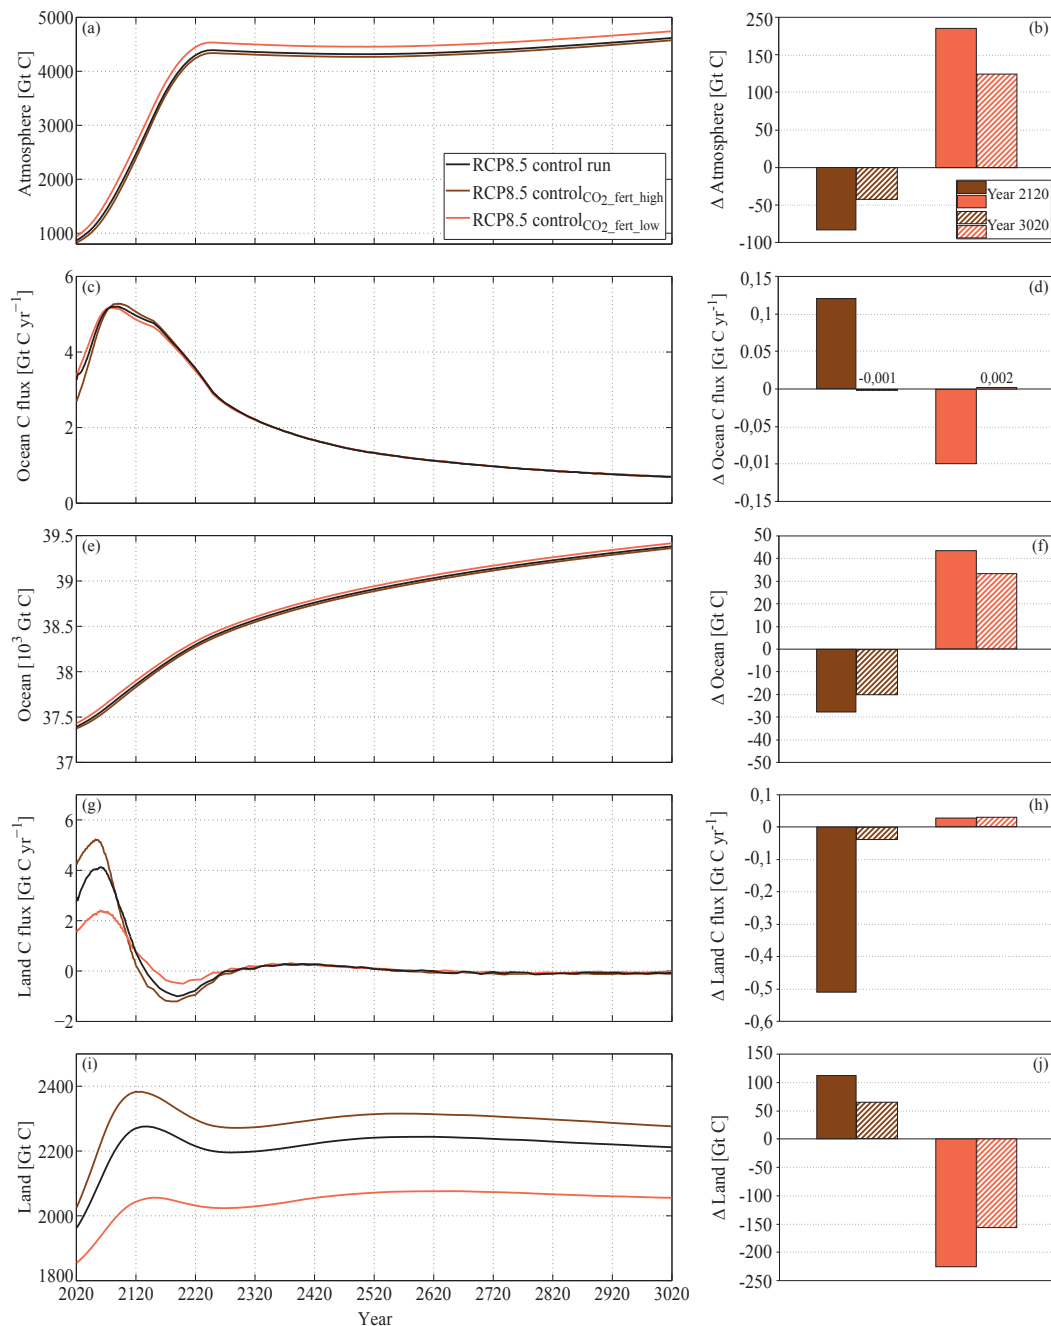 (a)
Atmosphere [Gt C]
5000
4000
3000
2000
1000
RCP8.5 control run
RCP8.5 controlCO2_fert_high
RCP8.5 controlCO2_fert_low
(b)
Δ Atmosphere [Gt C]
250
200
150
100
50
0
-50
-100
Year 2120
Year 3020
(c)
Ocean C flux [Gt C yr−1]
6
4
2
0
(d)
Δ Ocean C flux [Gt C yr-1]
0,15
0,1
0,05
0
-0,05
-0,01
-0,15
-0,001
0,002
(e)
Ocean [10^3 Gt C]
39.5
39
38.5
38
37.5
37
(f)
Δ Ocean [Gt C]
50
40
30
20
10
0
-10
-20
-30
-40
-50
(g)
Land C flux [Gt C yr−1]
6
4
2
0
−2
(h)
Δ Land C flux [Gt C yr-1]
0,1
0
-0,1
-0,2
-0,3
-0,4
-0,5
-0,6
(i)
Land [Gt C]
2400
2200
2000
1800
2020 2120 2220 2320 2420 2520 2620 2720 2820 2920 3020
Year
(j)
Δ Land [Gt C]
150
100
50
0
-50
-100
-150
-200
-250